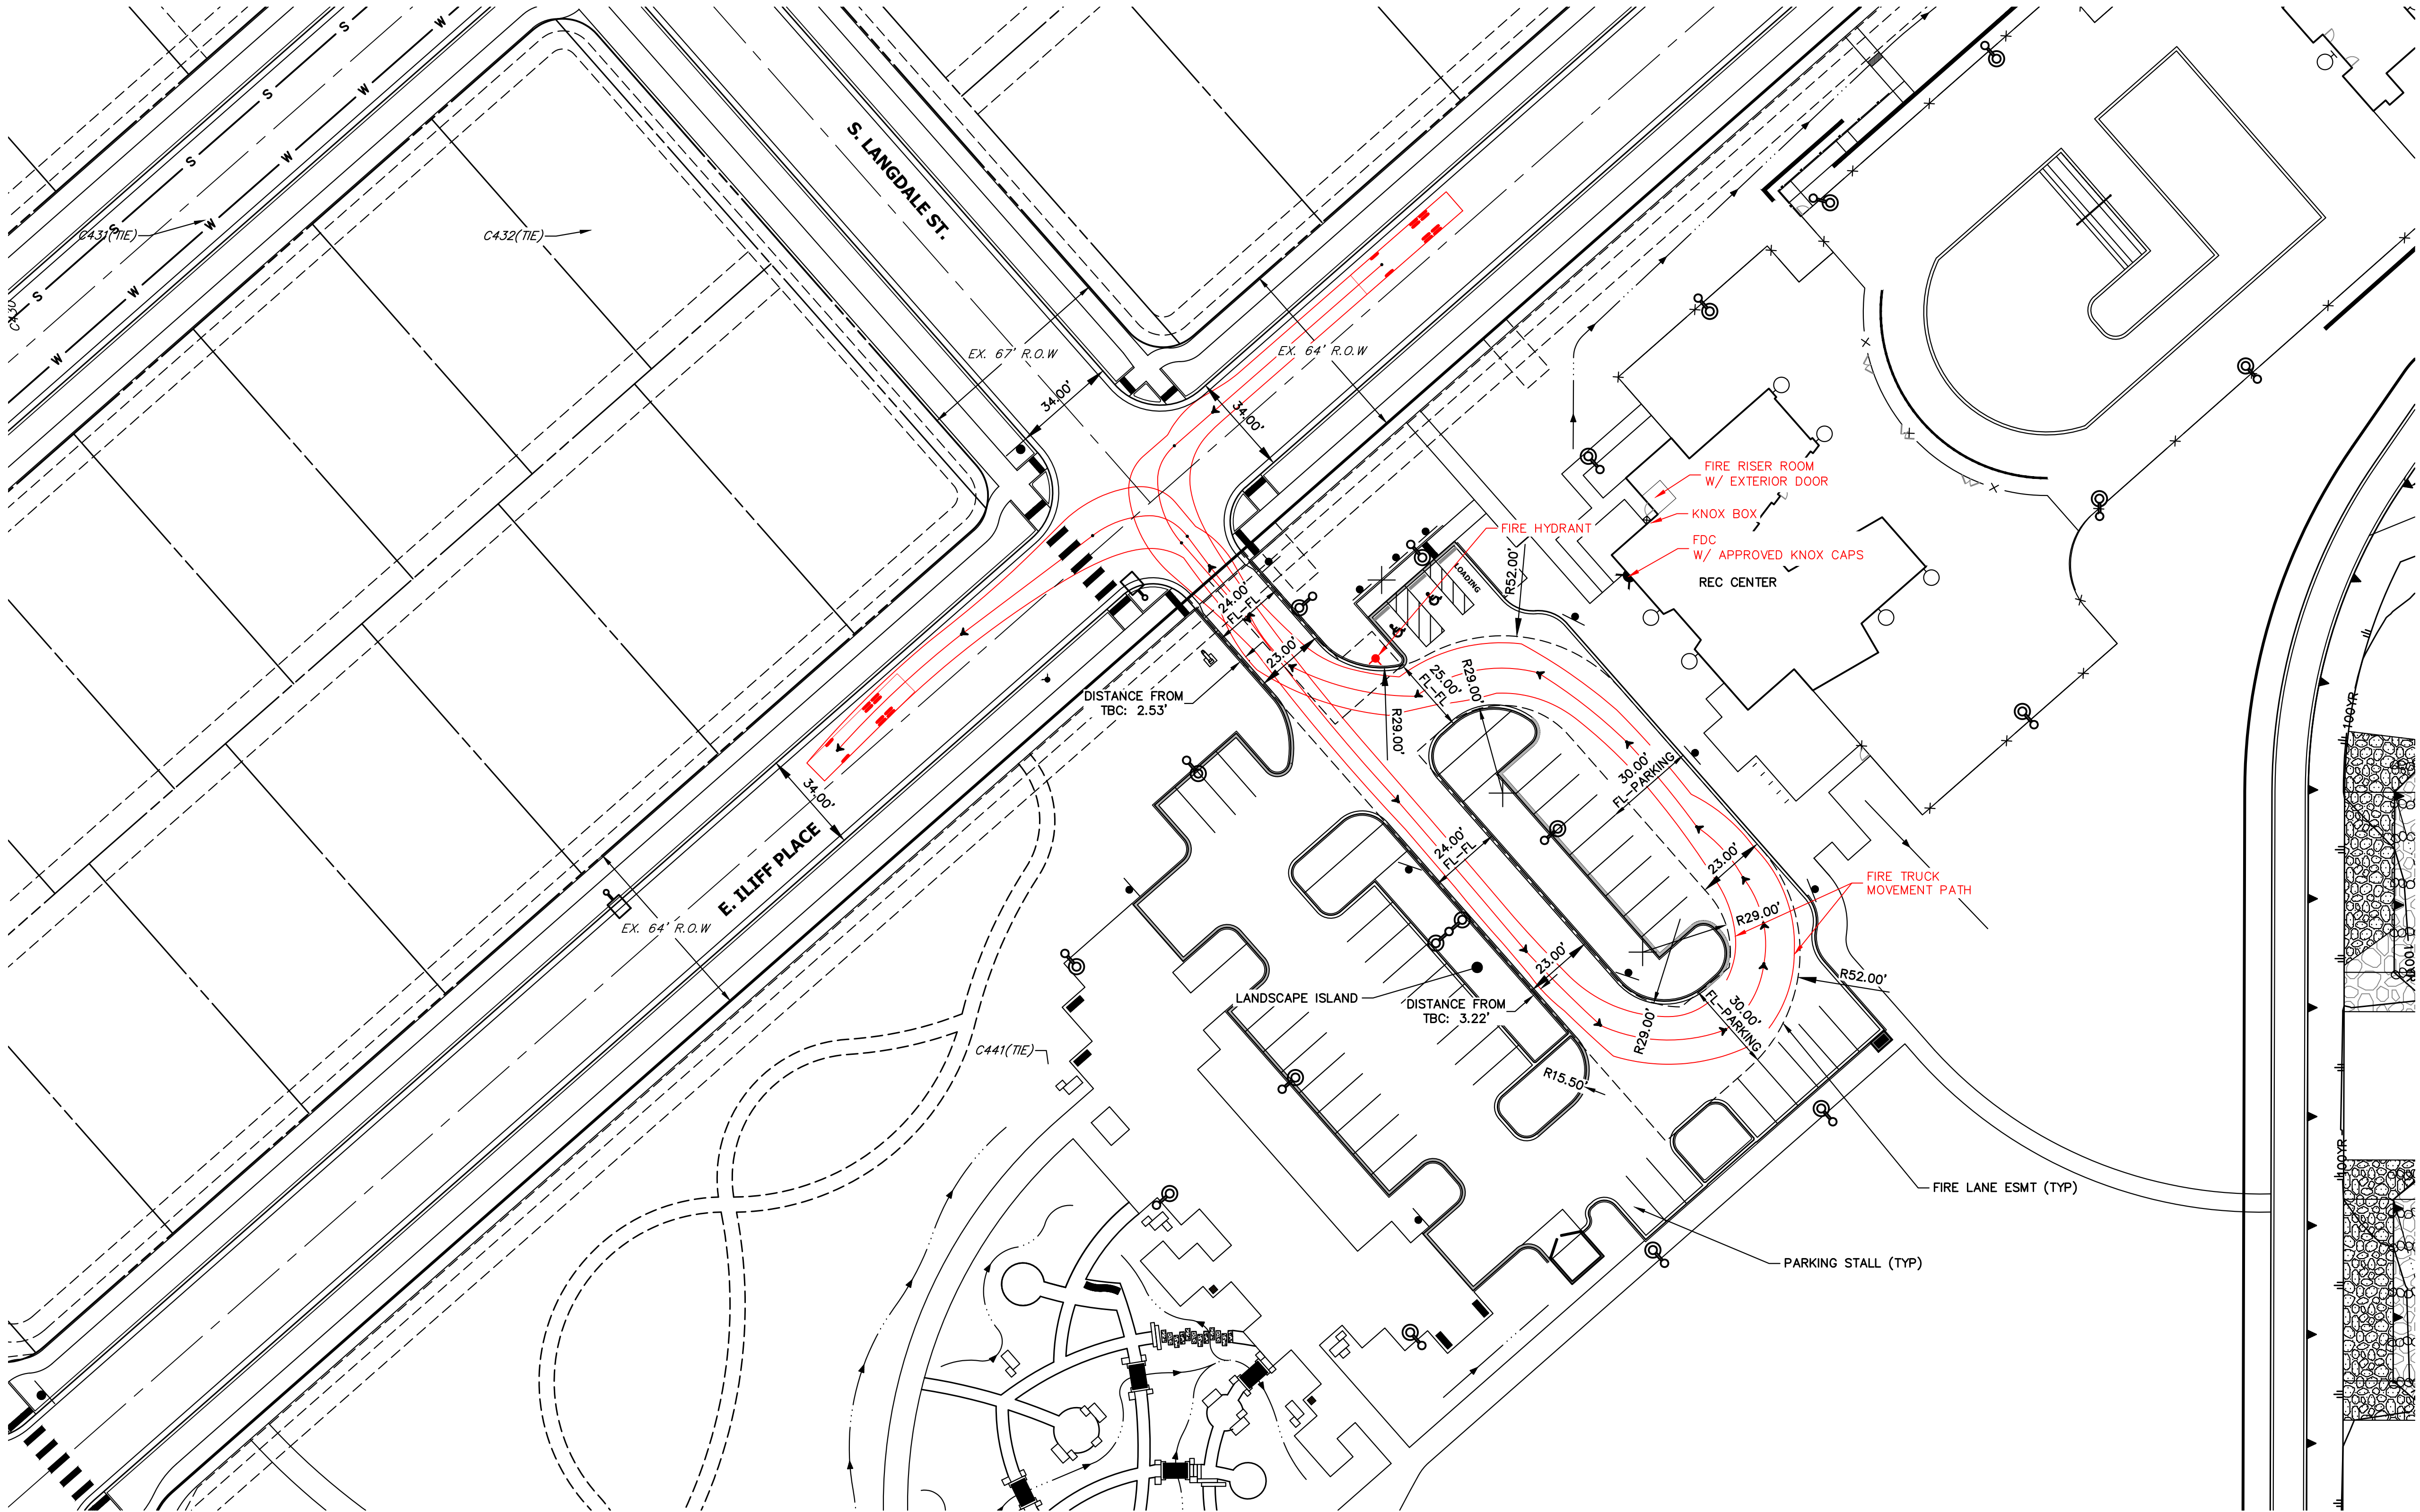 S W
S W
S. LANGDALE ST.
S W
S W
C431(TIE)
S W
C432(TIE)
S W
C430
W
EX. 67' R.O.W
EX. 64' R.O.W
34.00'
34.00'
FIRE RISER ROOM
W/ EXTERIOR DOOR
KNOX BOX
FIRE HYDRANT
FDC
W/ APPROVED KNOX CAPS
REC CENTER
LOADING
R52.00'
24.00'
FL-FL
23.00'
DISTANCE FROM
TBC: 2.53'
25.00'
FL-FL
R29.00'
R29.00'
30.00'
FL-PARKING
34.00'
E. ILIFF PLACE
EX. 64' R.O.W
24.00'
FL-FL
23.00'
FIRE TRUCK
MOVEMENT PATH
R29.00'
23.00'
R52.00'
LANDSCAPE ISLAND
DISTANCE FROM
TBC: 3.22'
30.00'
FL-PARKING
R29.00'
C441(TIE)
R15.50'
FIRE LANE ESMT (TYP)
PARKING STALL (TYP)
100YR
100YR
100YR